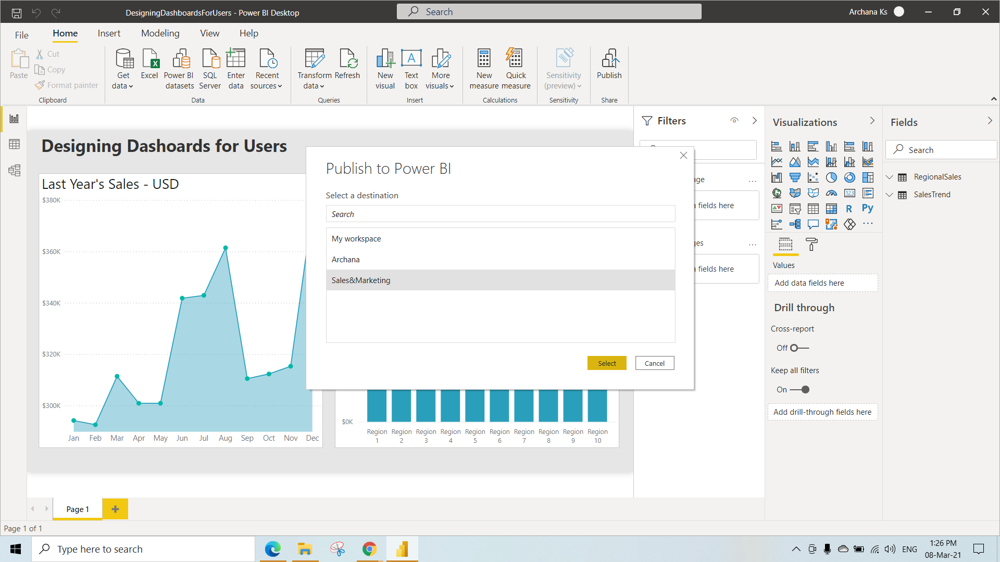 DesigningDashboardsForUsers - Power BI Desktop
Search
Archana Ks
File
Home
Insert
Modeling
View
Help
Paste
Cut
Copy
Format painter
Clipboard
Get data
Excel
Power BI datasets
SQL Server
Enter data
Recent sources
Data
Transform data
Refresh
Queries
New visual
Text box
More visuals
Insert
New measure
Quick measure
Calculations
Sensitivity (preview)
Sensitivity
Publish
Share
Designing Dashoards for Users
Last Year's Sales - USD
$380K
$360K
$340K
$320K
$300K
Jan Feb Mar Apr May Jun Jul Aug Sep Oct Nov Dec
$0K
Region 1
Region 2
Region 3
Region 4
Region 5
Region 6
Region 7
Region 8
Region 9
Region 10
Publish to Power BI
Select a destination
Search
My workspace
Archana
Sales&Marketing
Select
Cancel
Filters
fields here
fields here
Visualizations
123
R
Py
Values
Add data fields here
Drill through
Cross-report
Off
Keep all filters
On
Add drill-through fields here
Fields
Search
RegionalSales
SalesTrend
Page 1
Page 1 of 1
Type here to search
ENG
1:26 PM
08-Mar-21